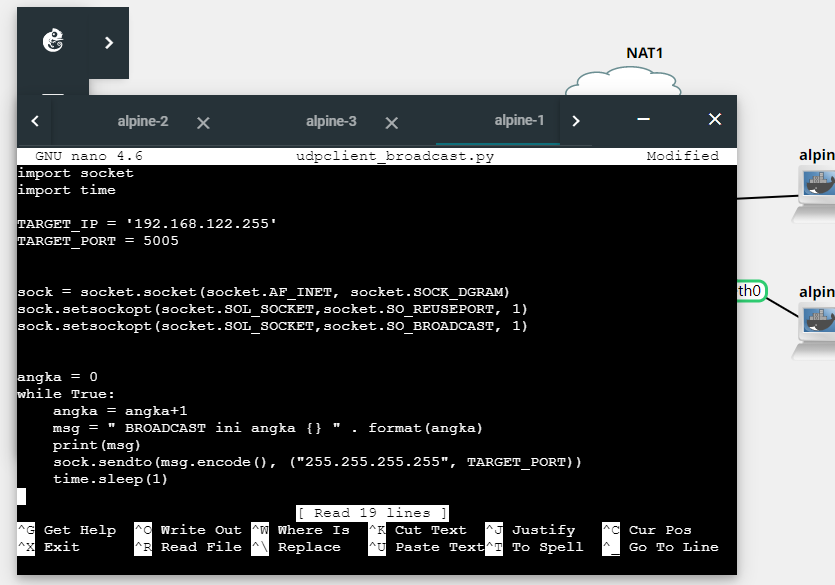 NAT1
alpine-2
alpine-3
alpine-1
GNU nano 4.6 udpclient_broadcast.py Modified
import socket
import time
TARGET_IP = '192.168.122.255'
TARGET_PORT = 5005
sock = socket.socket(socket.AF_INET, socket.SOCK_DGRAM)
sock.setsockopt(socket.SOL_SOCKET,socket.SO_REUSEPORT, 1)
sock.setsockopt(socket.SOL_SOCKET,socket.SO_BROADCAST, 1)
angka = 0
while True:
    angka = angka+1
    msg = " BROADCAST ini angka {} " . format(angka)
    print(msg)
    sock.sendto(msg.encode(), ("255.255.255.255", TARGET_PORT))
    time.sleep(1)
[ Read 19 lines ]
^G Get Help ^O Write Out ^W Where Is ^K Cut Text ^J Justify ^C Cur Pos
^X Exit ^R Read File ^\ Replace ^U Paste Text ^T To Spell ^_ Go To Line
alpin
th0
alpin